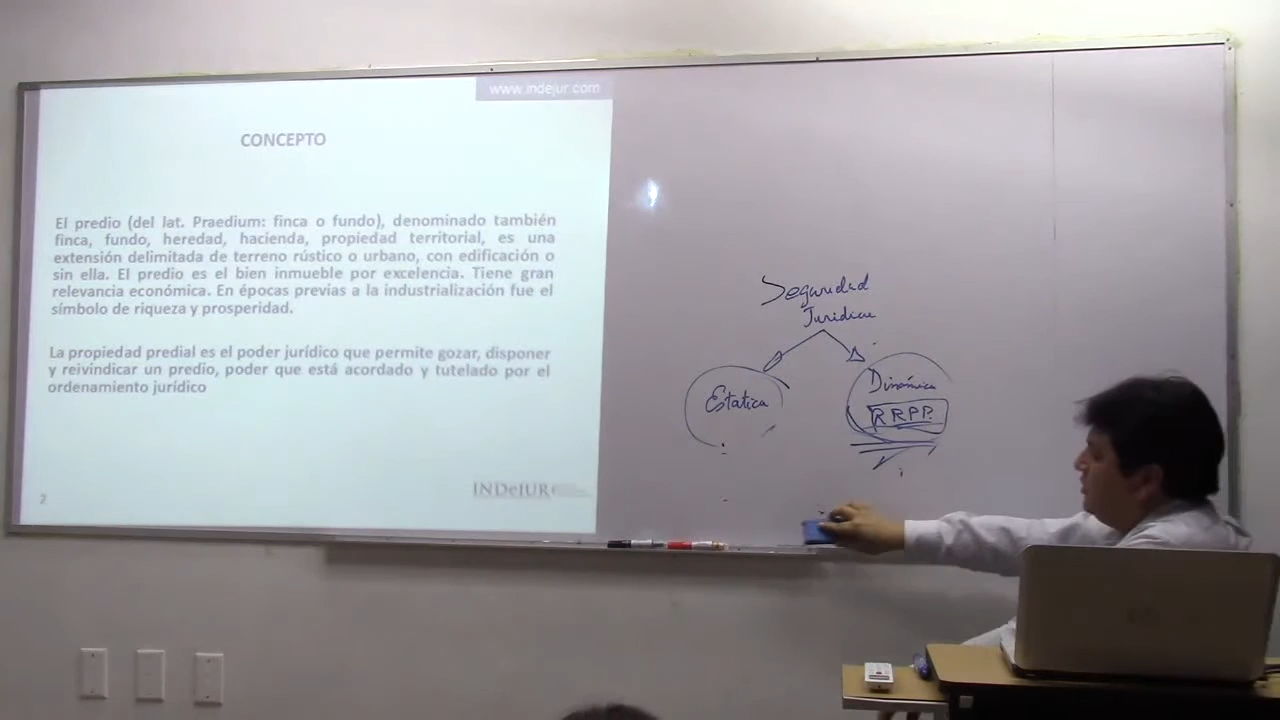 www.indejur.com
CONCEPTO
El predio (del lat. Praedium: finca o fundo), denominado también
finca, fundo, heredad, hacienda, propiedad territorial, es una
extensión delimitada de terreno rústico o urbano, con edificación o
sin ella. El predio es el bien inmueble por excelencia. Tiene gran
relevancia económica. En épocas previas a la industrialización fue el
símbolo de riqueza y prosperidad.
La propiedad predial es el poder jurídico que permite gozar, disponer
y reivindicar un predio, poder que está acordado y tutelado por el
ordenamiento jurídico
2
INDeJUR
Seguridad
Juridica
Estatica
Dinámica
RRPP.